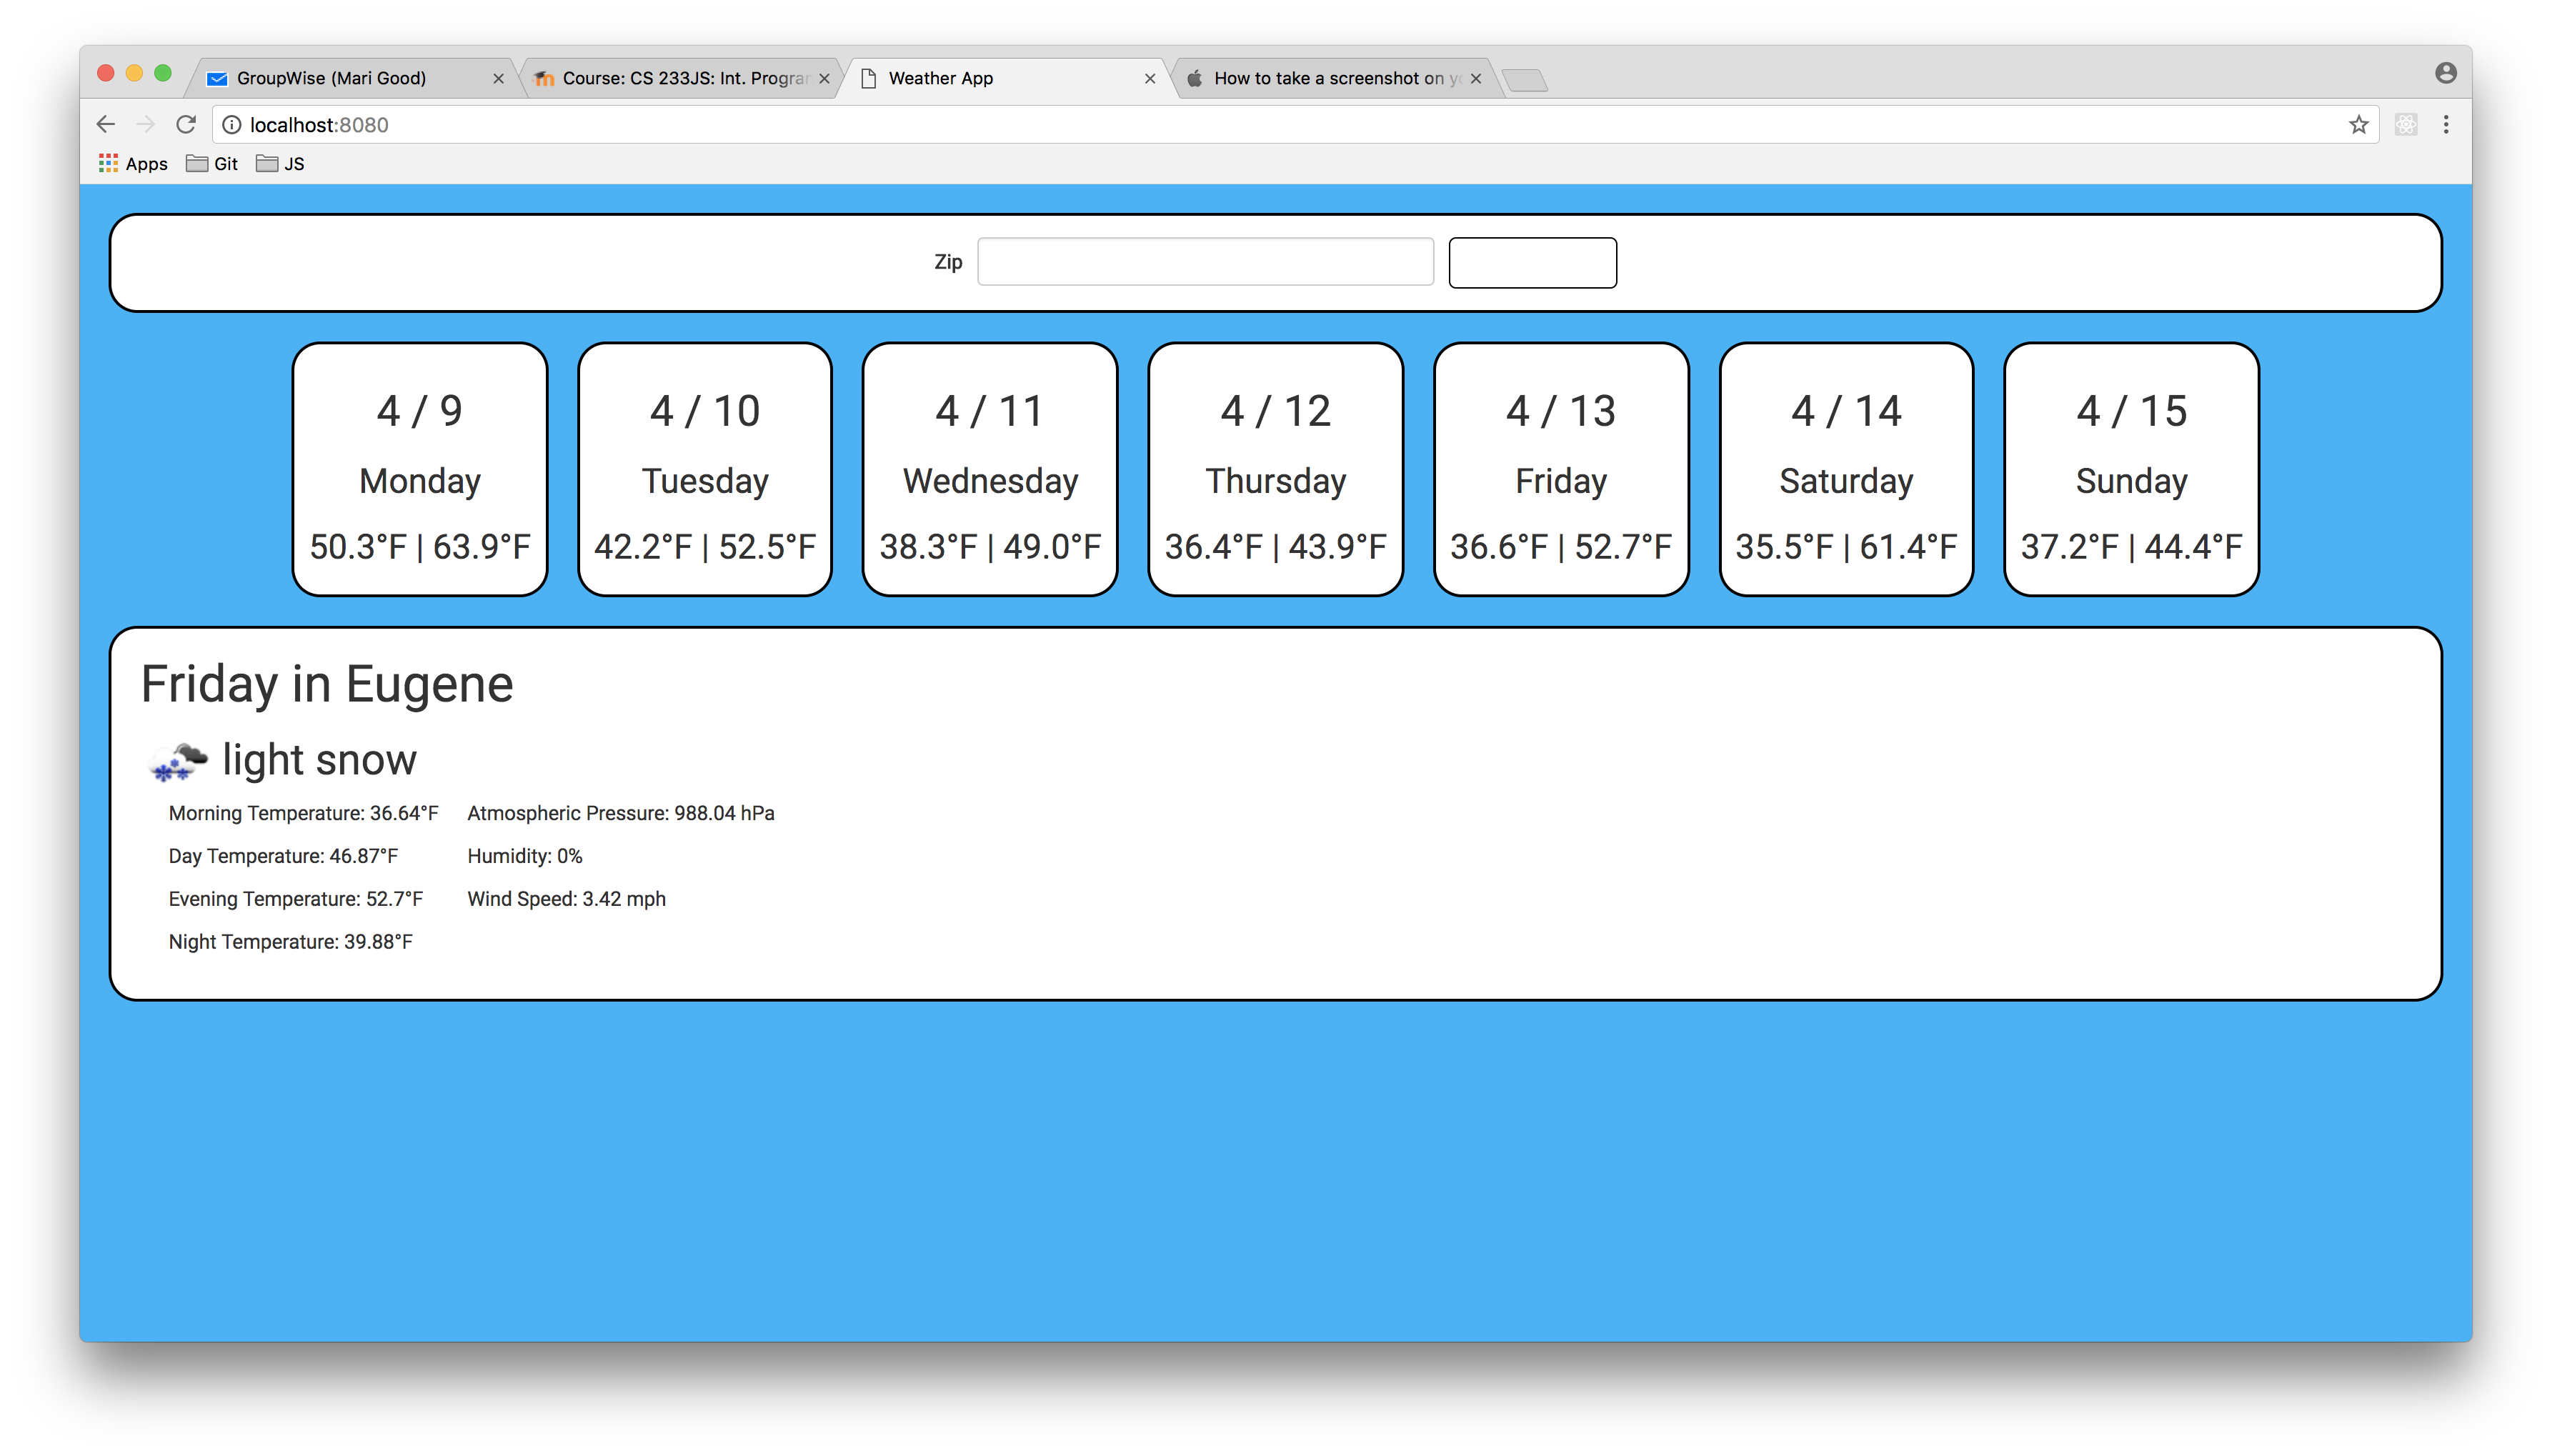 GroupWise (Mari Good)
Course: CS 233JS: Int. Progra
Weather App
How to take a screenshot on yo
localhost:8080
Apps Git JS
Zip
4 / 9
Monday
50.3°F | 63.9°F
4 / 10
Tuesday
42.2°F | 52.5°F
4 / 11
Wednesday
38.3°F | 49.0°F
4 / 12
Thursday
36.4°F | 43.9°F
4 / 13
Friday
36.6°F | 52.7°F
4 / 14
Saturday
35.5°F | 61.4°F
4 / 15
Sunday
37.2°F | 44.4°F
Friday in Eugene
light snow
Morning Temperature: 36.64°F
Day Temperature: 46.87°F
Evening Temperature: 52.7°F
Night Temperature: 39.88°F
Atmospheric Pressure: 988.04 hPa
Humidity: 0%
Wind Speed: 3.42 mph